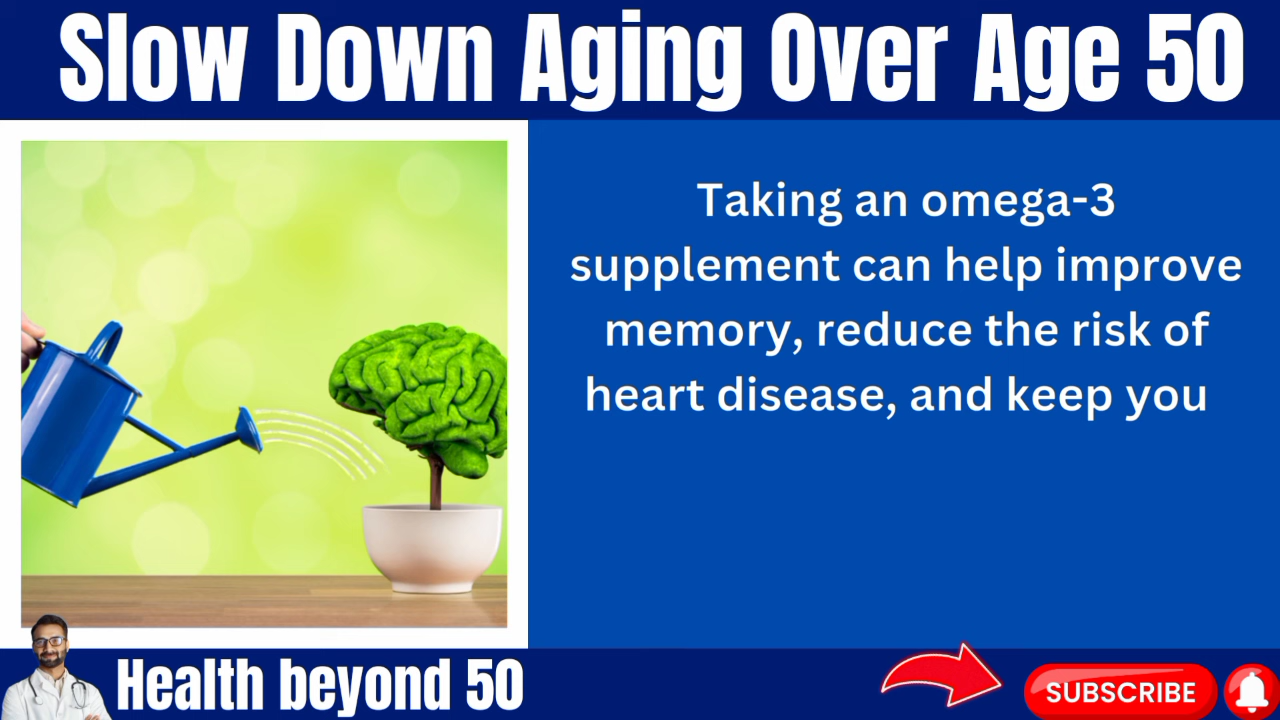 Slow Down Aging Over Age 50
Taking an omega-3
supplement can help improve
memory, reduce the risk of
heart disease, and keep you
Health beyond 50
SUBSCRIBE